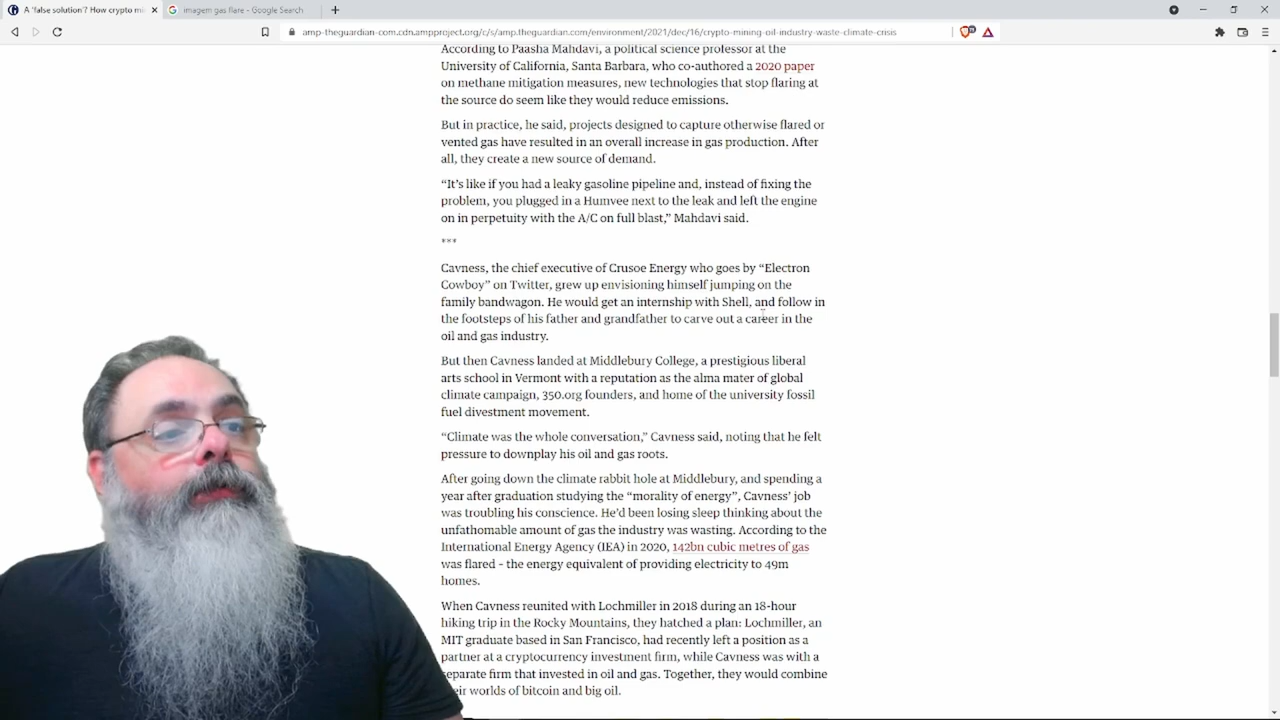 A 'false solution'? How crypto mi
imagem gas flare - Google Search
amp-theguardian-com.cdn.ampproject.org/c/s/amp.theguardian.com/environment/2021/dec/16/crypto-mining-oil-industry-waste-climate-crisis
According to Paasha Mahdavi, a political science professor at the
University of California, Santa Barbara, who co-authored a 2020 paper
on methane mitigation measures, new technologies that stop flaring at
the source do seem like they would reduce emissions.
But in practice, he said, projects designed to capture otherwise flared or
vented gas have resulted in an overall increase in gas production. After
all, they create a new source of demand.
“It’s like if you had a leaky gasoline pipeline and, instead of fixing the
problem, you plugged in a Humvee next to the leak and left the engine
on in perpetuity with the A/C on full blast,” Mahdavi said.
***
Cavness, the chief executive of Crusoe Energy who goes by “Electron
Cowboy” on Twitter, grew up envisioning himself jumping on the
family bandwagon. He would get an internship with Shell, and follow in
the footsteps of his father and grandfather to carve out a career in the
oil and gas industry.
But then Cavness landed at Middlebury College, a prestigious liberal
arts school in Vermont with a reputation as the alma mater of global
climate campaign, 350.org founders, and home of the university fossil
fuel divestment movement.
“Climate was the whole conversation,” Cavness said, noting that he felt
pressure to downplay his oil and gas roots.
After going down the climate rabbit hole at Middlebury, and spending a
year after graduation studying the “morality of energy”, Cavness’ job
was troubling his conscience. He’d been losing sleep thinking about the
unfathomable amount of gas the industry was wasting. According to the
International Energy Agency (IEA) in 2020, 142bn cubic metres of gas
was flared - the energy equivalent of providing electricity to 49m
homes.
When Cavness reunited with Lochmiller in 2018 during an 18-hour
hiking trip in the Rocky Mountains, they hatched a plan: Lochmiller, an
MIT graduate based in San Francisco, had recently left a position as a
partner at a cryptocurrency investment firm, while Cavness was with a
eparate firm that invested in oil and gas. Together, they would combine
eir worlds of bitcoin and big oil.